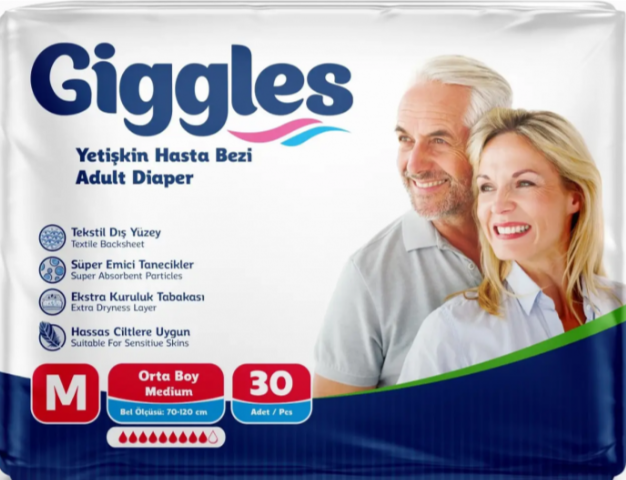 Giggles
Yetişkin Hasta Bezi
Adult Diaper
Tekstil Dış Yüzey
Textile Backsheet
Süper Emici Tanecikler
Super Absorbent Particles
Ekstra Kuruluk Tabakası
Extra Dryness Layer
Hassas Ciltlere Uygun
Suitable For Sensitive Skins
M
Orta Boy
Medium
Bel Ölçüsü: 70-120 cm
30
Adet / Pcs